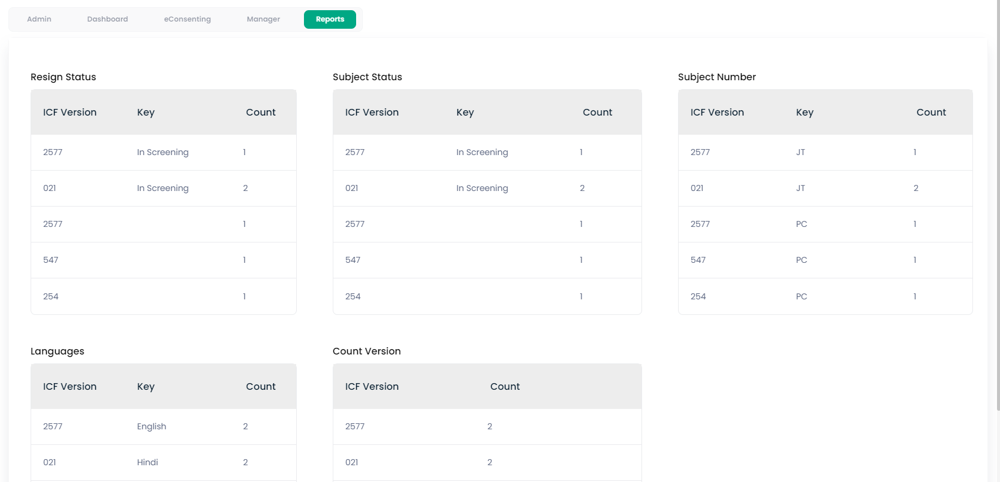 Admin Dashboard eConsenting Manager Reports
Resign Status
ICF Version Key Count
2577 In Screening 1
021 In Screening 2
2577 1
547 1
254 1
Subject Status
ICF Version Key Count
2577 In Screening 1
021 In Screening 2
2577 1
547 1
254 1
Subject Number
ICF Version Key Count
2577 JT 1
021 JT 2
2577 PC 1
547 PC 1
254 PC 1
Languages
ICF Version Key Count
2577 English 2
021 Hindi 2
Count Version
ICF Version Count
2577 2
021 2